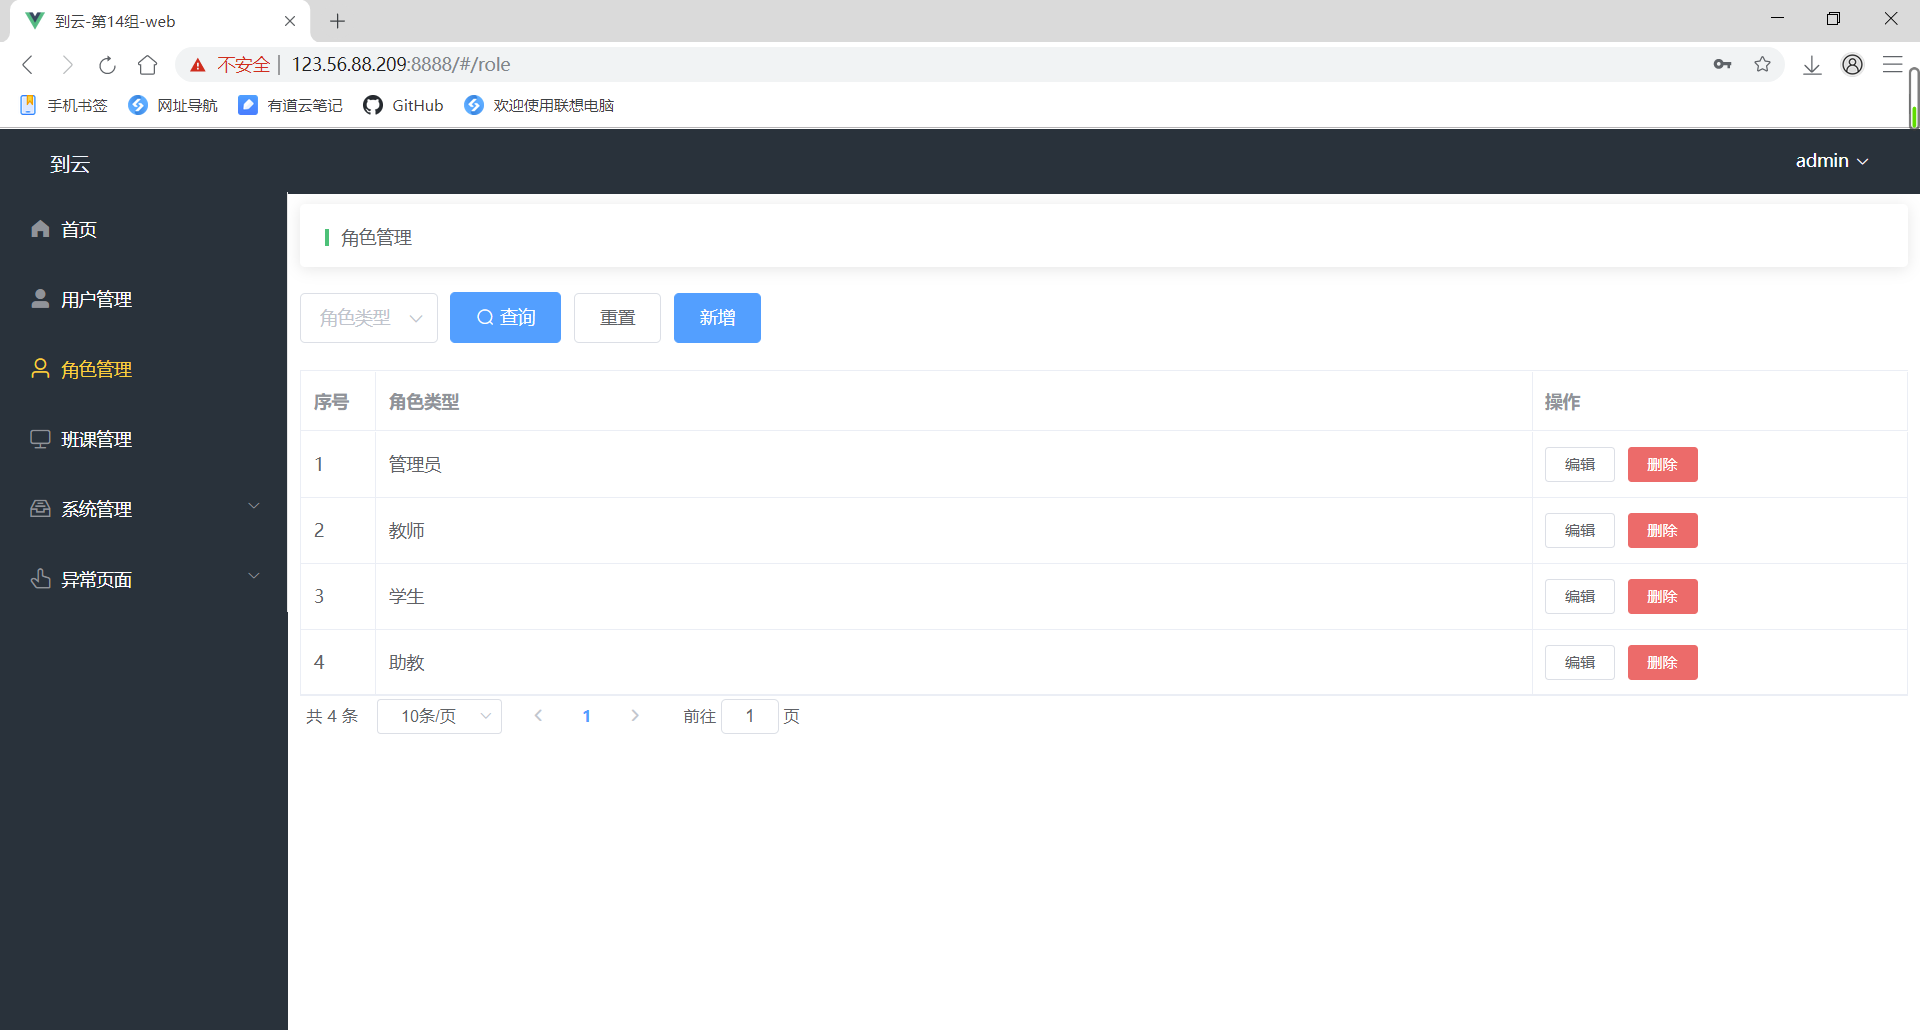 到云-第14组-web
不安全 | 123.56.88.209:8888/#/role
手机书签 网址导航 有道云笔记 GitHub 欢迎使用联想电脑
到云 admin
首页
用户管理
角色管理
班课管理
系统管理
异常页面
角色管理
角色类型 查询 重置 新增
序号 角色类型 操作
1 管理员 编辑 删除
2 教师 编辑 删除
3 学生 编辑 删除
4 助教 编辑 删除
共 4 条 10条/页 1 前往 1 页